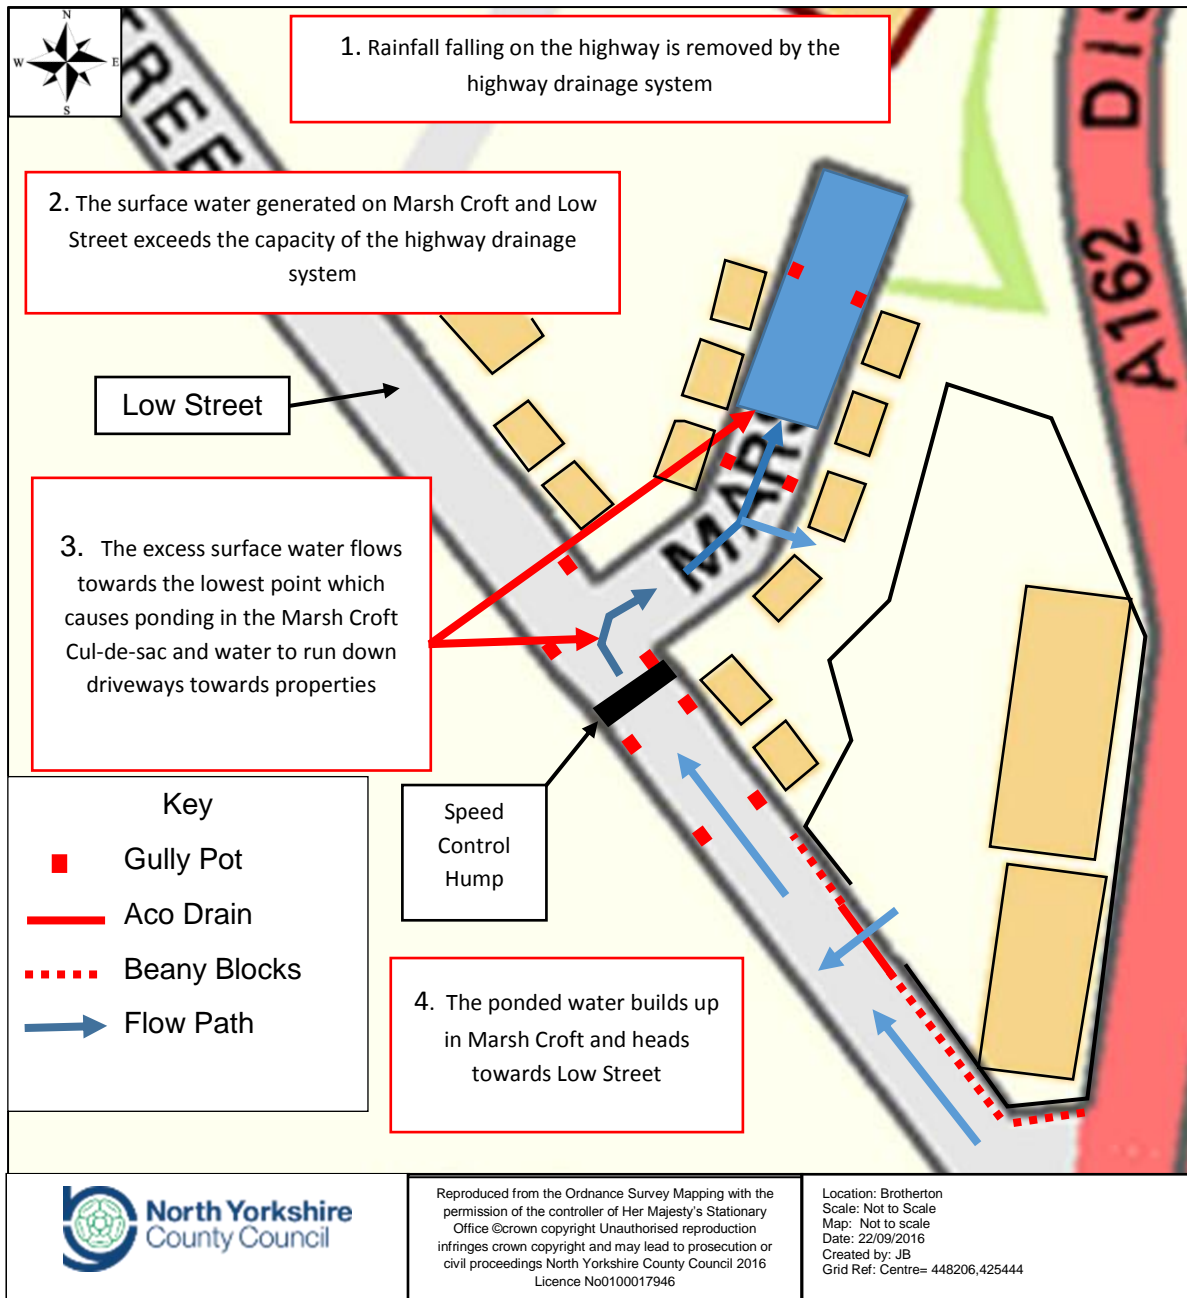 N
W
E
S
1. Rainfall falling on the highway is removed by the
highway drainage system
TREE
A162 DIS
2. The surface water generated on Marsh Croft and Low
Street exceeds the capacity of the highway drainage
system
Low Street
MARS
3. The excess surface water flows
towards the lowest point which
causes ponding in the Marsh Croft
Cul-de-sac and water to run down
driveways towards properties
Speed
Control
Hump
Key
Gully Pot
Aco Drain
Beany Blocks
Flow Path
4. The ponded water builds up
in Marsh Croft and heads
towards Low Street
North Yorkshire
County Council
Reproduced from the Ordnance Survey Mapping with the
permission of the controller of Her Majesty's Stationary
Office ©crown copyright Unauthorised reproduction
infringes crown copyright and may lead to prosecution or
civil proceedings North Yorkshire County Council 2016
Licence No0100017946
Location: Brotherton
Scale: Not to Scale
Map: Not to scale
Date: 22/09/2016
Created by: JB
Grid Ref: Centre= 448206,425444